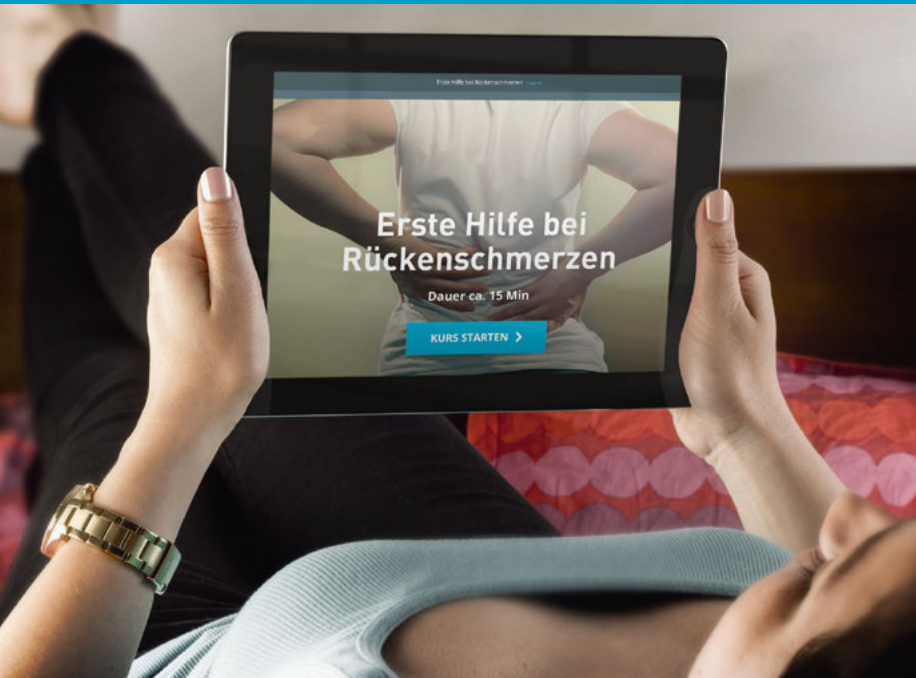 Erste Hilfe bei Rückenschmerzen
Erste Hilfe bei
Rückenschmerzen
Dauer ca. 15 Min
KURS STARTEN